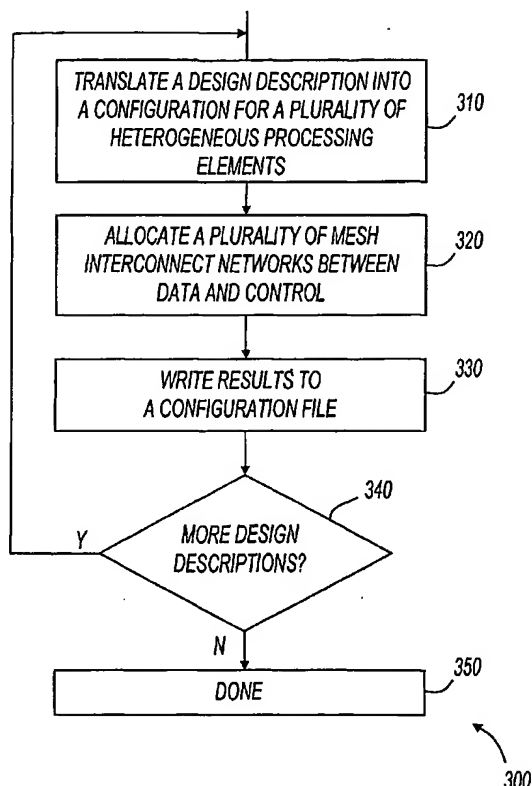 TRANSLATE A DESIGN DESCRIPTION INTO
A CONFIGURATION FOR A PLURALITY OF
HETEROGENEOUS PROCESSING
ELEMENTS
310
ALLOCATE A PLURALITY OF MESH
INTERCONNECT NETWORKS BETWEEN
DATA AND CONTROL
320
WRITE RESULTS TO
A CONFIGURATION FILE
330
340
MORE DESIGN
DESCRIPTIONS?
Y
N
DONE
350
300